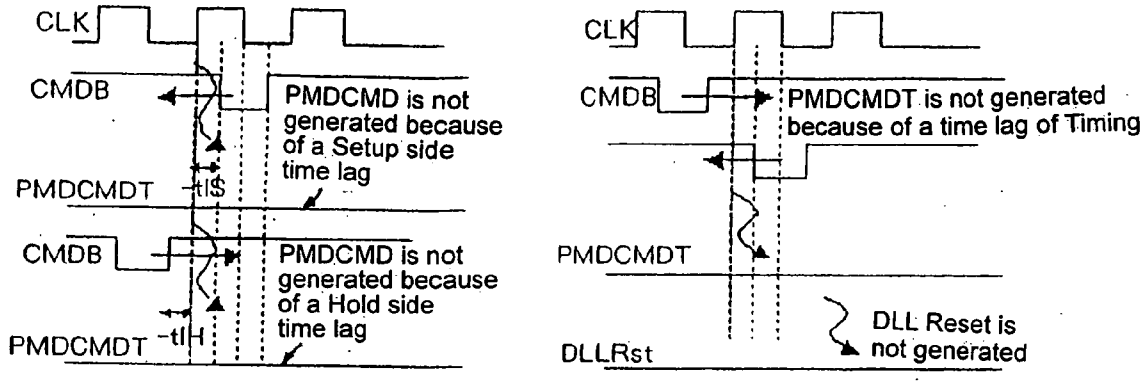 CLK
CMDB
PMDCMD is not
generated because
of a Setup side
time lag
-tIS
PMDCMDT
CMDB
PMDCMD is not
generated because
of a Hold side
time lag
-tIH
PMDCMDT
CLK
CMDB
PMDCMDT is not generated
because of a time lag of Timing
PMDCMDT
DLL Reset is
not generated
DLLRst